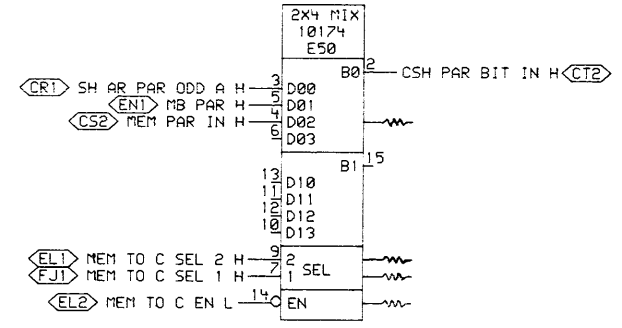 2X4 MIX
10174
E50
B0 2 CSH PAR BIT IN H <CT2>
<CR1> SH AR PAR ODD A H 3 D00
<EN1> MB PAR H 5 D01
<CS2> MEM PAR IN H 4 D02
6 D03
B1 15
13 D10
11 D11
12 D12
10 D13
<EL1> MEM TO C SEL 2 H 9 2 SEL
<FJ1> MEM TO C SEL 1 H 7 1
<EL2> MEM TO C EN L 14 EN